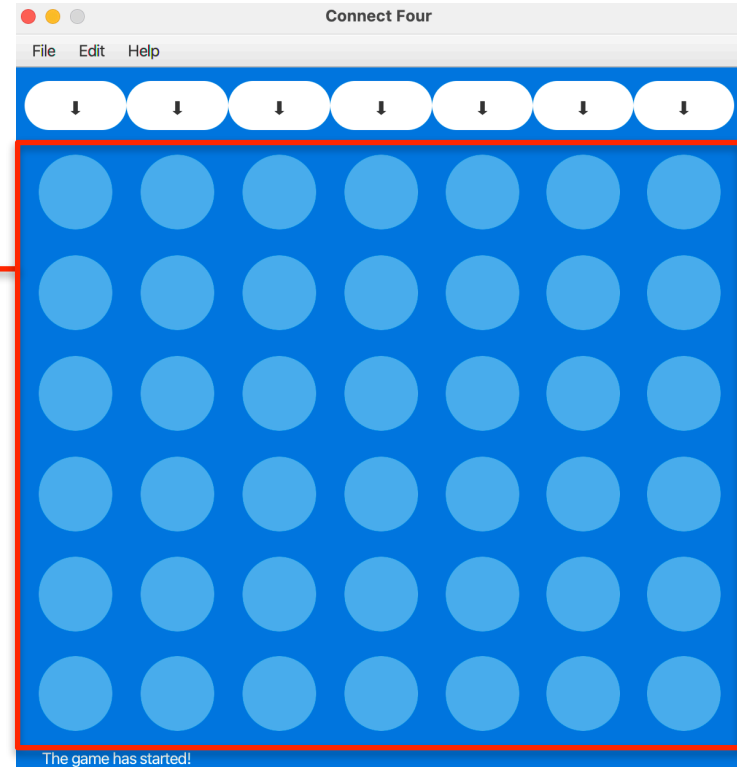 Connect Four
File Edit Help
⬇ ⬇ ⬇ ⬇ ⬇ ⬇ ⬇
The game has started!